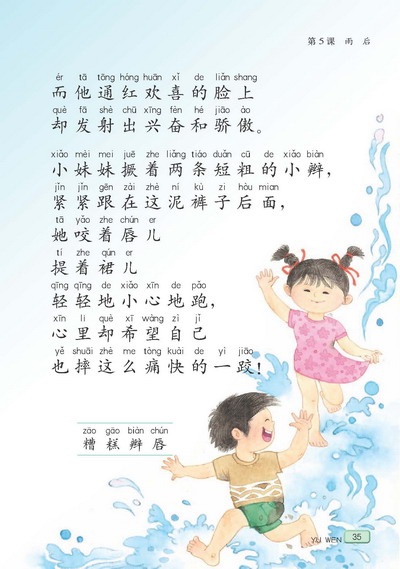 第5课 雨 后
ér tā tōng hóng huān xǐ de liǎn shang
而他通红欢喜的脸上
què fā shè chū xīng fèn hé jiāo ào
却发射出兴奋和骄傲。
xiǎo mèi mei juē zhe liǎng tiáo duǎn cū de xiǎo biàn
小妹妹撅着两条短粗的小辫，
jǐn jǐn gēn zài zhè ní kù zi hòu mian
紧紧跟在这泥裤子后面，
tā yǎo zhe chún er
她咬着唇儿
tí zhe qún er
提着裙儿
qīng qīng de xiǎo xīn de pǎo
轻轻地小心地跑，
xīn li què xī wàng zì jǐ
心里却希望自己
yě shuāi zhè me tòng kuài de yì jiāo
也摔这么痛快的一跤！
zāo gāo biàn chún
糟糕辫唇
YU WEN 35